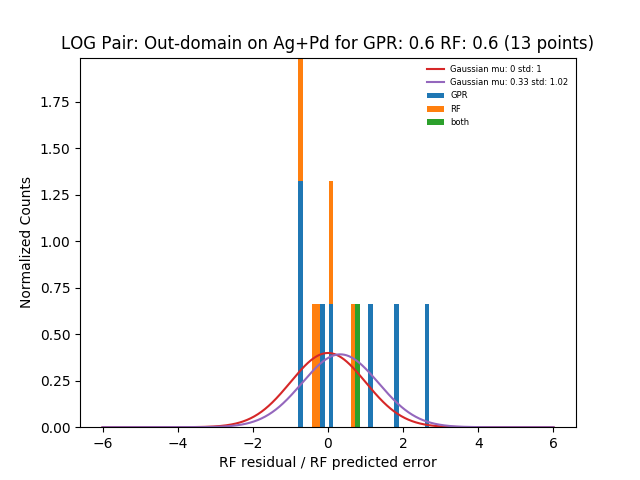 LOG Pair: Out-domain on Ag+Pd for GPR: 0.6 RF: 0.6 (13 points)
Gaussian mu: 0 std: 1
Gaussian mu: 0.33 std: 1.02
GPR
RF
both
Normalized Counts
1.75
1.50
1.25
1.00
0.75
0.50
0.25
0.00
−6 −4 −2 0 2 4 6
RF residual / RF predicted error